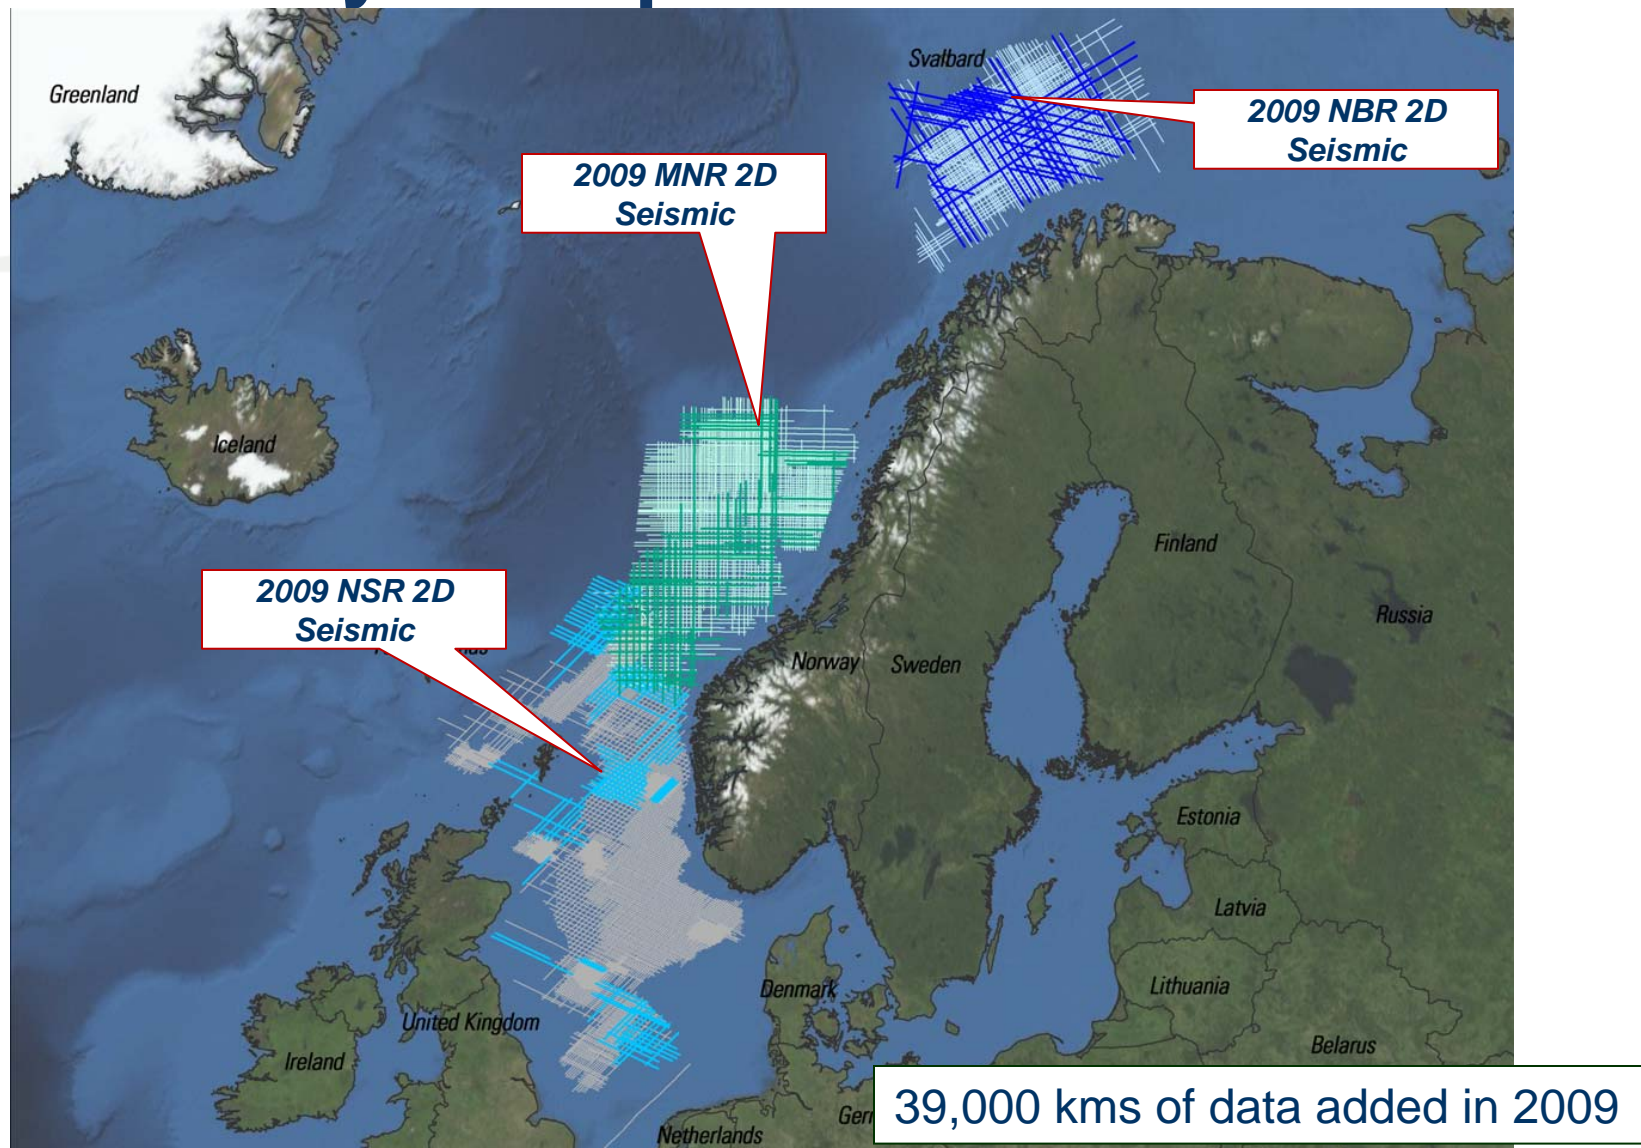 Svalbard
Greenland
2009 NBR 2D
Seismic
2009 MNR 2D
Seismic
Iceland
Finland
2009 NSR 2D
Seismic
Russia
Norway
Sweden
Estonia
Latvia
Lithuania
Denmark
United Kingdom
Ireland
Belarus
39,000 kms of data added in 2009
Netherlands